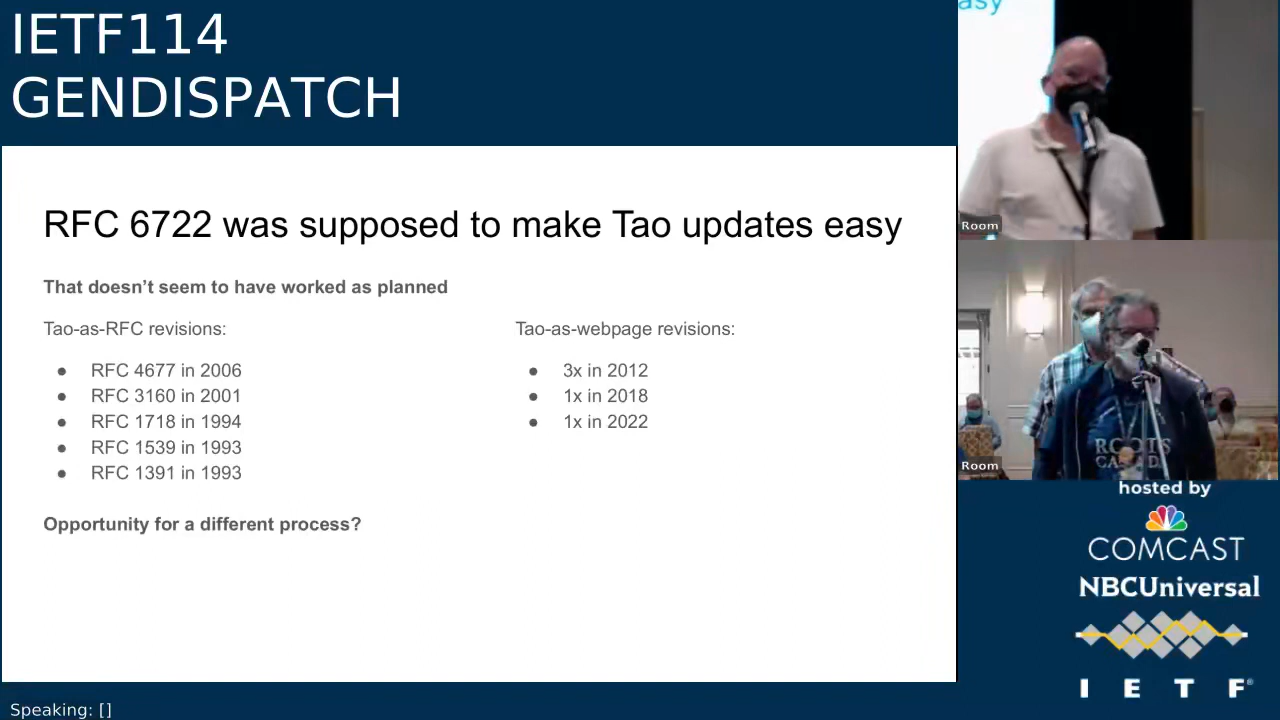 IETF114
GENDISPATCH
RFC 6722 was supposed to make Tao updates easy
That doesn’t seem to have worked as planned
Tao-as-RFC revisions:
● RFC 4677 in 2006
● RFC 3160 in 2001
● RFC 1718 in 1994
● RFC 1539 in 1993
● RFC 1391 in 1993
Tao-as-webpage revisions:
● 3x in 2012
● 1x in 2018
● 1x in 2022
Opportunity for a different process?
asy
Room
ROOTS
Room
hosted by
COMCAST
NBCUniversal
I E T F®
Speaking: []